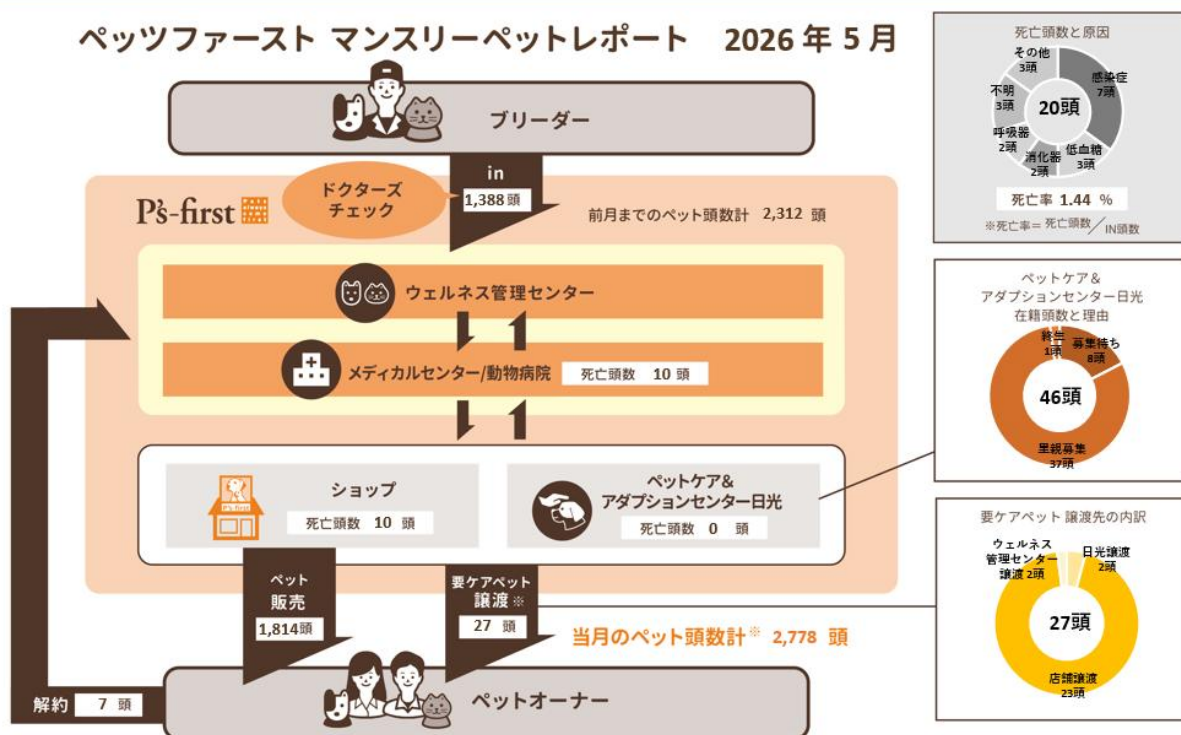 ペッツファースト マンスリーペットレポート 2026 年 5 月
ブリーダー
ドクターズ
チェック
in
1,388 頭
P's-first
前月までのペット頭数計 2,312 頭
ウェルネス管理センター
メディカルセンター/動物病院 死亡頭数 10 頭
P's-first
ショップ
死亡頭数 10 頭
ペットケア&
アダプションセンター日光
死亡頭数 0 頭
ペット
販売
1,814頭
要ケアペット
譲渡※
27 頭
当月のペット頭数計※ 2,778 頭
解約 7 頭
ペットオーナー
死亡頭数と原因
その他
3頭
感染症
7頭
不明
3頭
20頭
呼吸器
2頭
消化器
2頭
低血糖
3頭
死亡率 1.44 %
※死亡率= 死亡頭数/IN頭数
ペットケア&
アダプションセンター日光
在籍頭数と理由
終生
1頭
募集待ち
8頭
46頭
里親募集
37頭
要ケアペット 譲渡先の内訳
ウェルネス
管理センター
譲渡 2頭
日光譲渡
2頭
27頭
店舗譲渡
23頭